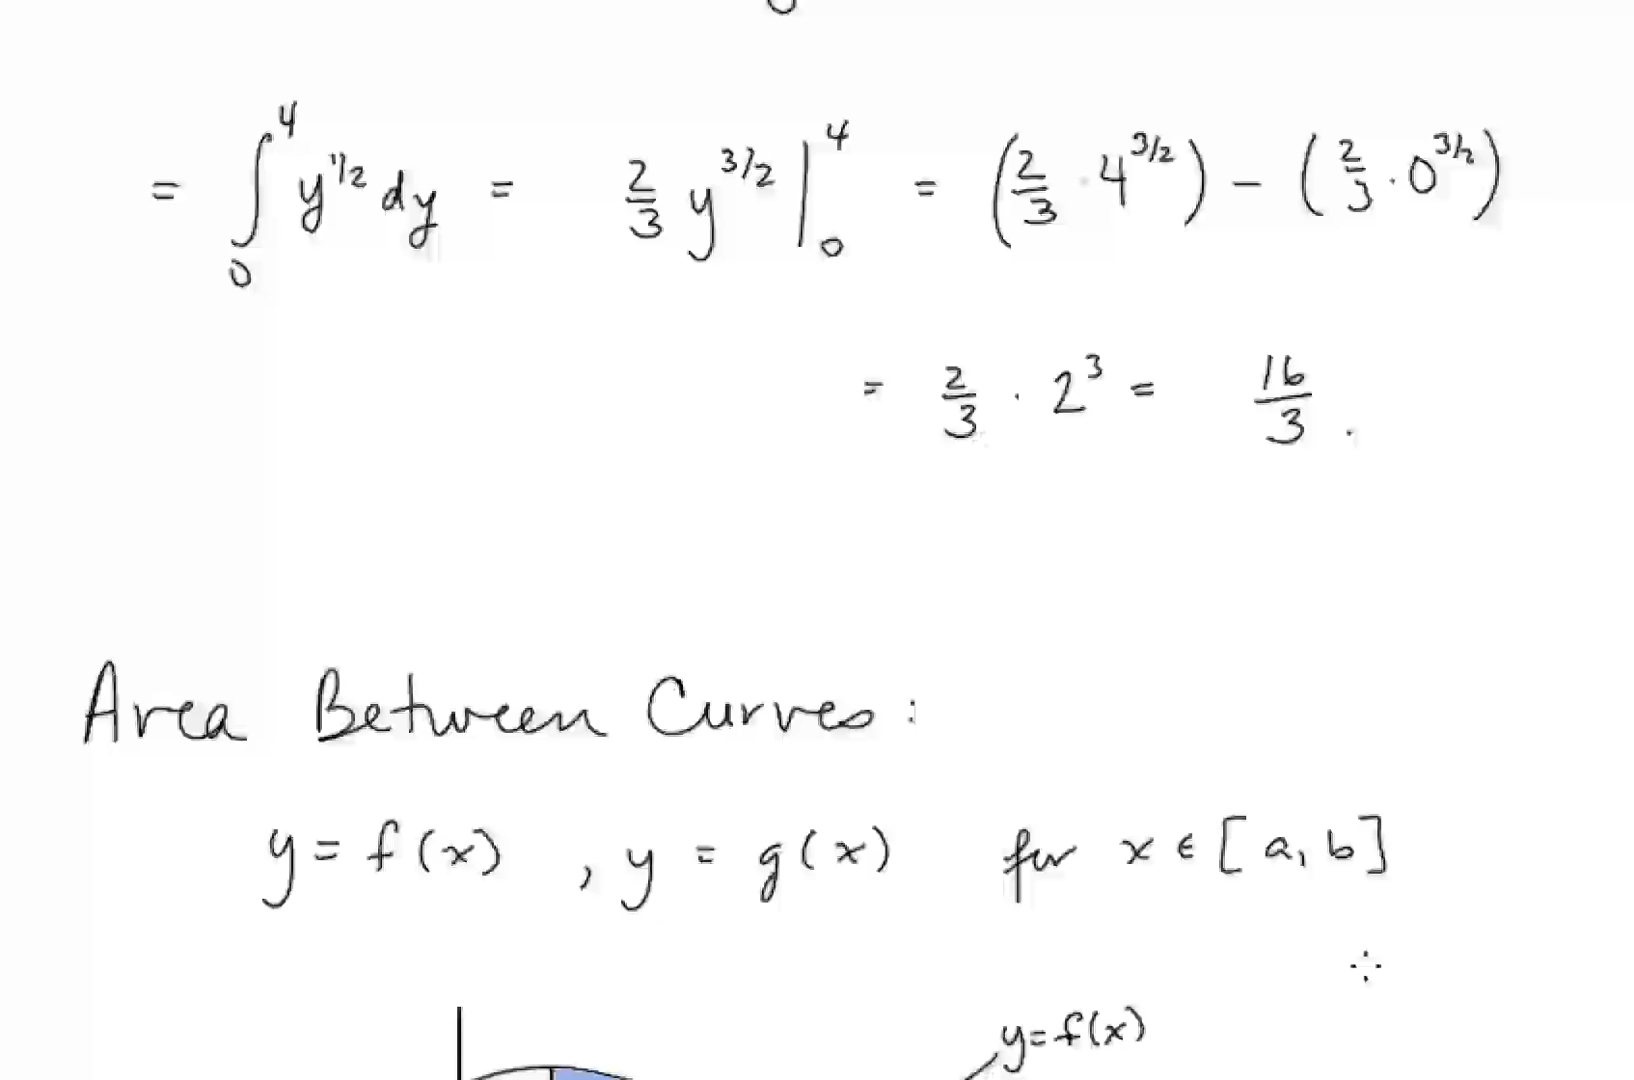 = ∫₀⁴ y^{1/2} dy = 2/3 y^{3/2} |₀⁴ = (2/3 · 4^{3/2}) - (2/3 · 0^{3/2})
= 2/3 · 2³ = 16/3 .
Area Between Curves:
y = f(x) , y = g(x) for x ∈ [a, b]
y=f(x)